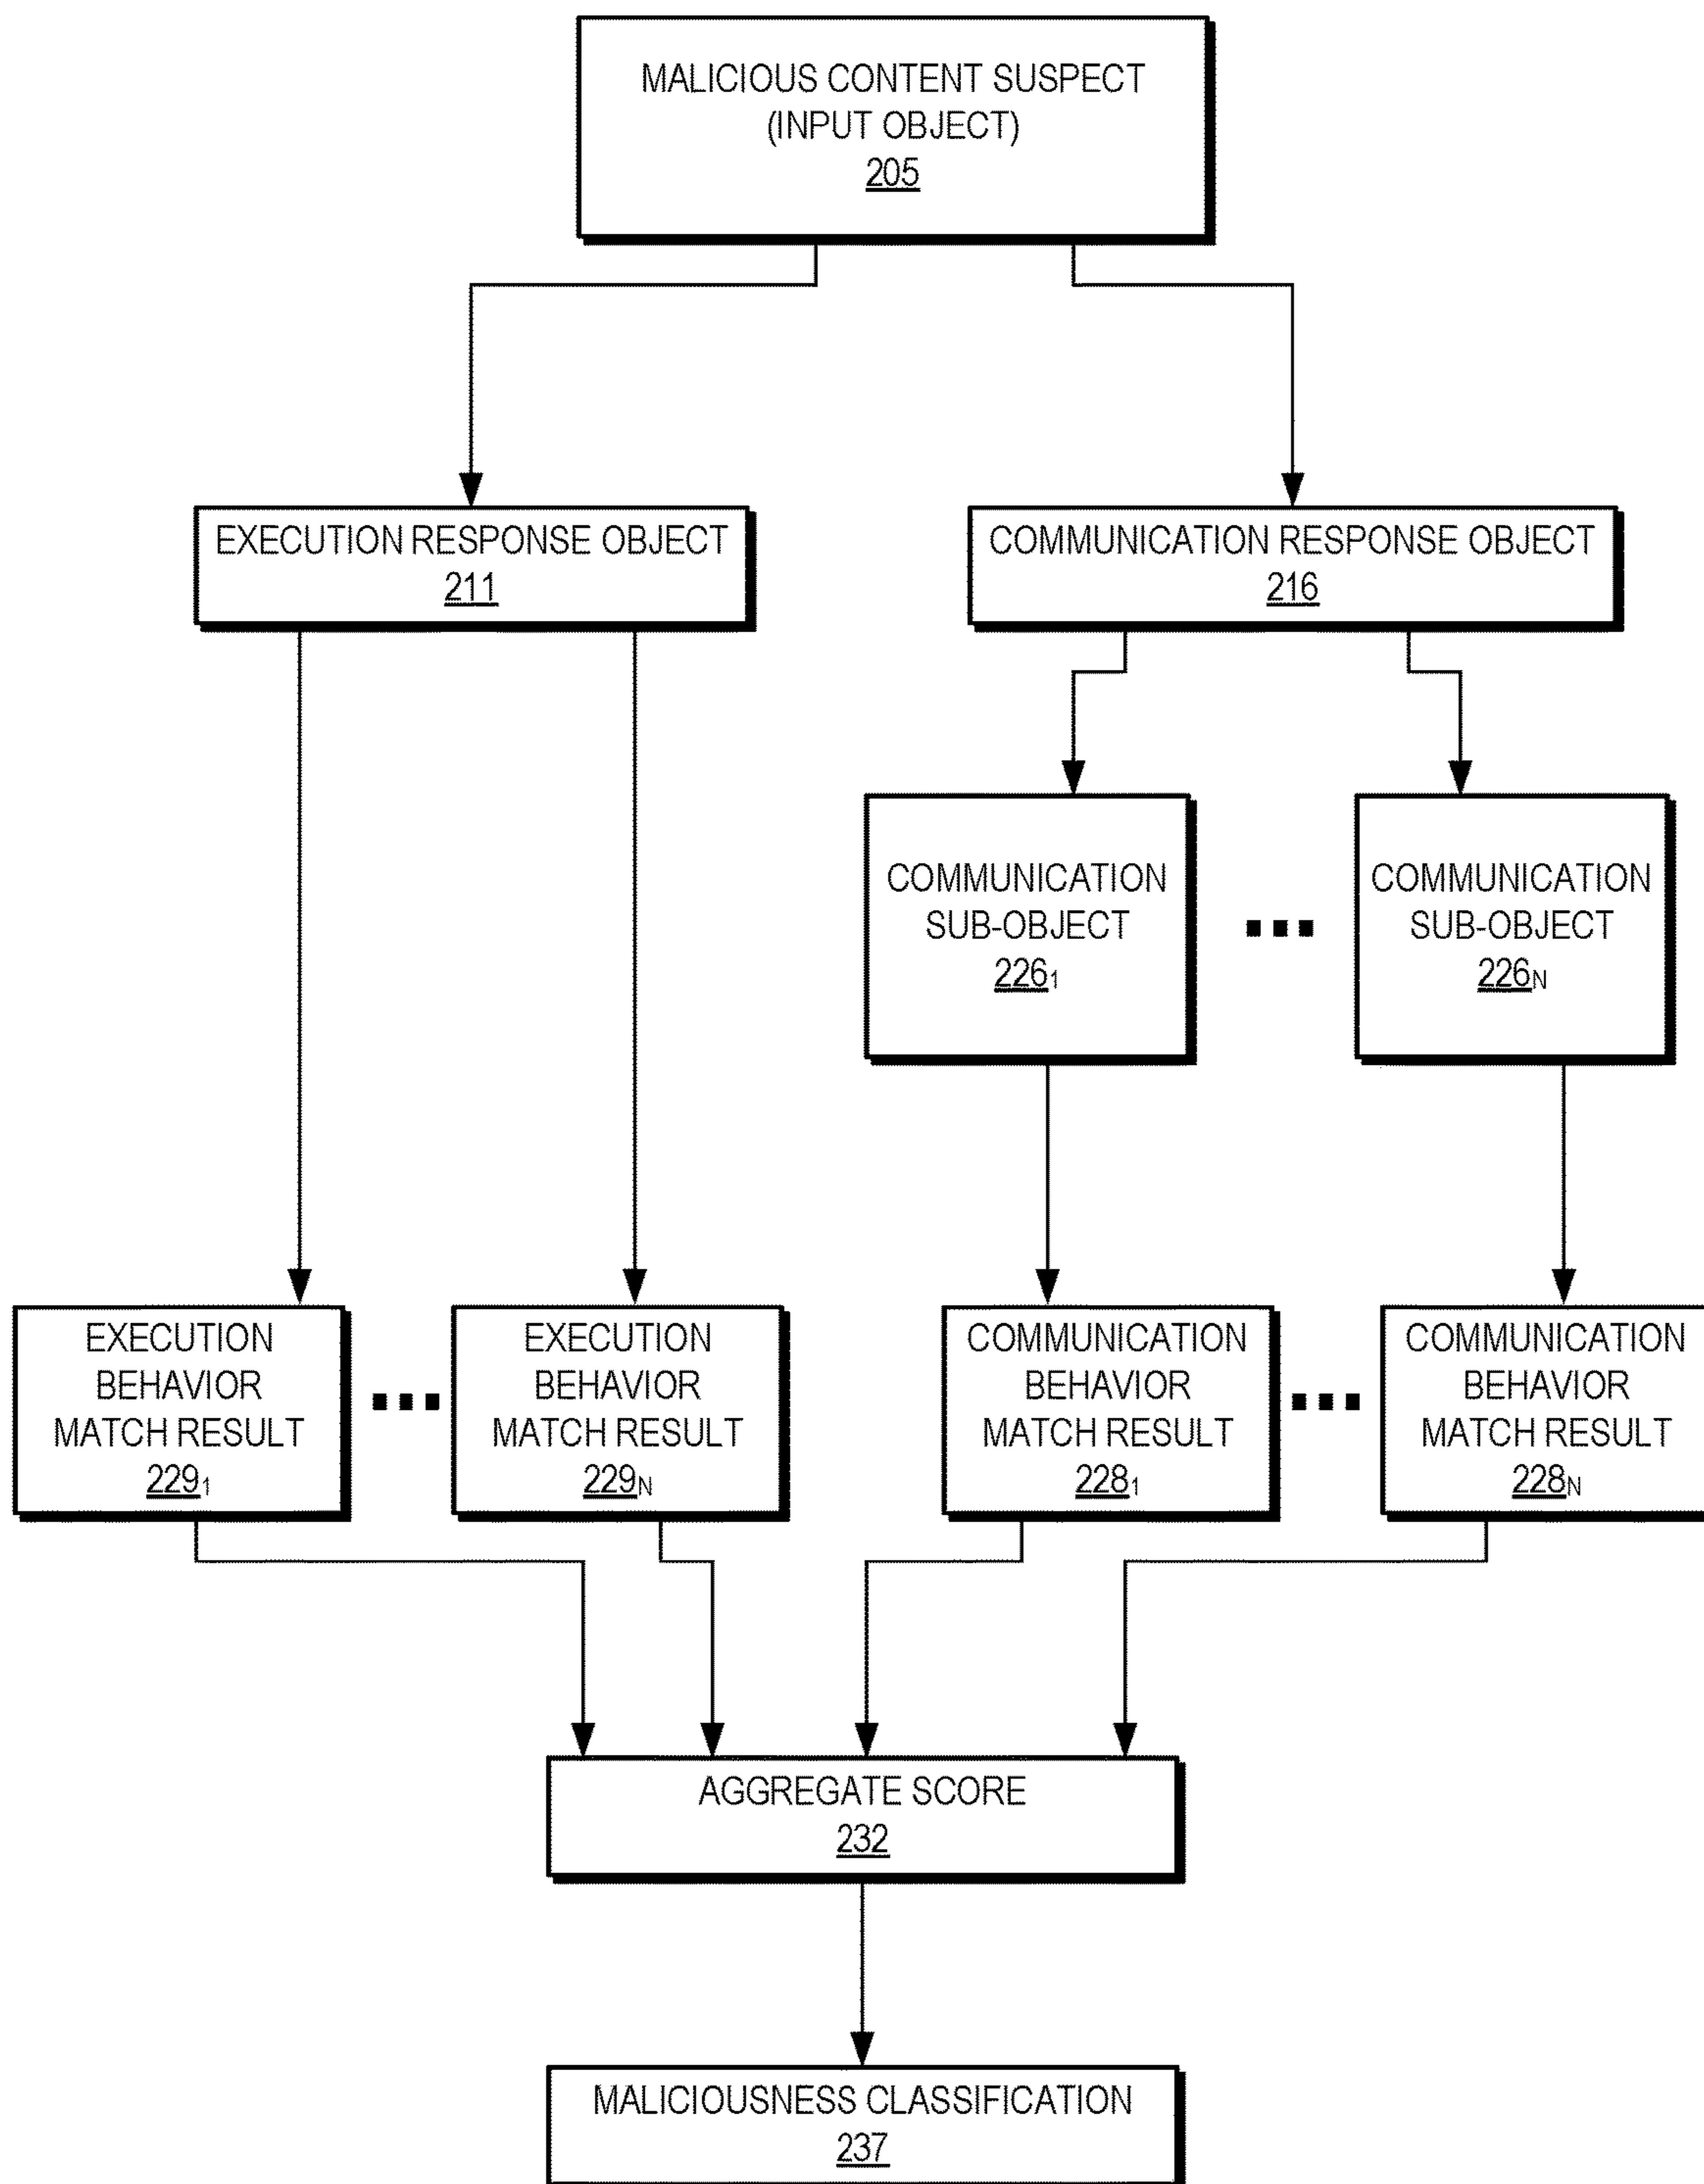 MALICIOUS CONTENT SUSPECT
(INPUT OBJECT)
205
EXECUTION RESPONSE OBJECT
211
COMMUNICATION RESPONSE OBJECT
216
COMMUNICATION
SUB-OBJECT
226₁
COMMUNICATION
SUB-OBJECT
226N
EXECUTION
BEHAVIOR
MATCH RESULT
229₁
EXECUTION
BEHAVIOR
MATCH RESULT
229N
COMMUNICATION
BEHAVIOR
MATCH RESULT
228₁
COMMUNICATION
BEHAVIOR
MATCH RESULT
228N
AGGREGATE SCORE
232
MALICIOUSNESS CLASSIFICATION
237